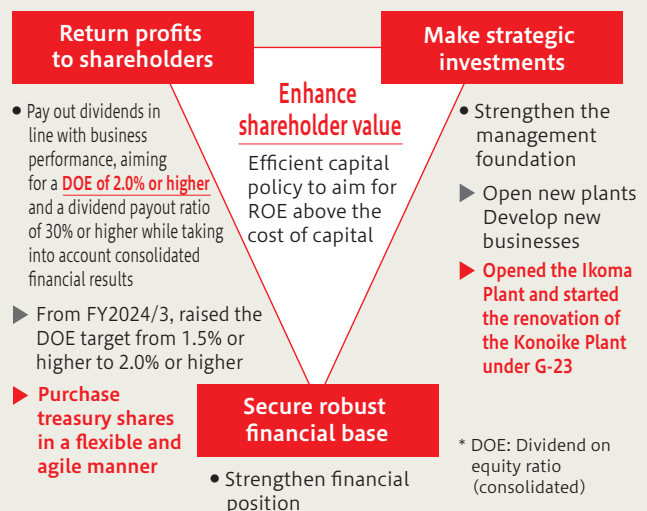 Return profits
to shareholders
Make strategic
investments
Enhance
shareholder value
Efficient capital
policy to aim for
ROE above the
cost of capital
• Pay out dividends in
line with business
performance, aiming
for a DOE of 2.0% or higher
and a dividend payout ratio
of 30% or higher while taking
into account consolidated
financial results
▶ From FY2024/3, raised the
DOE target from 1.5% or
higher to 2.0% or higher
▶ Purchase
treasury shares
in a flexible and
agile manner
• Strengthen the
management
foundation
▶ Open new plants
Develop new
businesses
▶ Opened the Ikoma
Plant and started
the renovation of
the Konoike Plant
under G-23
Secure robust
financial base
• Strengthen financial
position
* DOE: Dividend on
equity ratio
(consolidated)